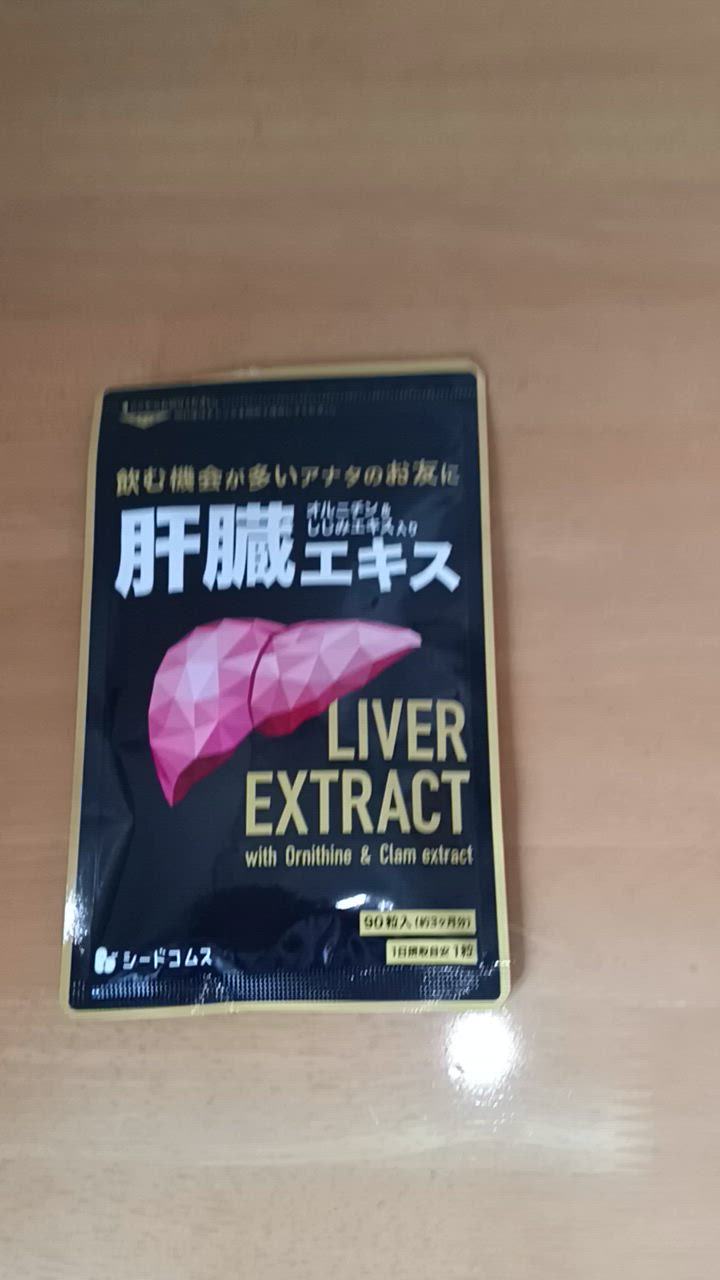 飲む機会が多いアナタのお友に
肝臓エキス
オルニチン&
しじみエキス入り
LIVER
EXTRACT
with Ornithine & Clam extract
90粒入(約3ヶ月分)
1日摂取目安1粒
シードコムス